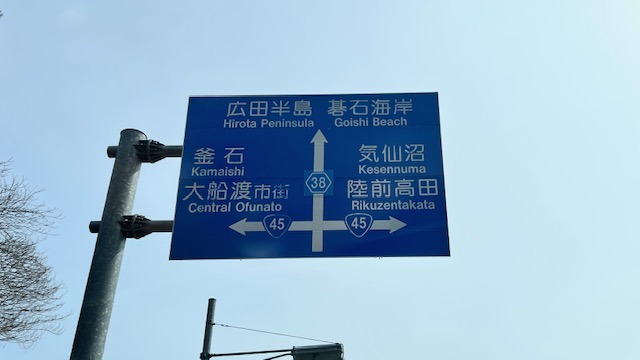 広田半島 碁石海岸
Hirota Peninsula Goishi Beach
釜石 気仙沼
Kamaishi Kesennuma
38
大船渡市街 陸前高田
Central Ofunato Rikuzentakata
45 45